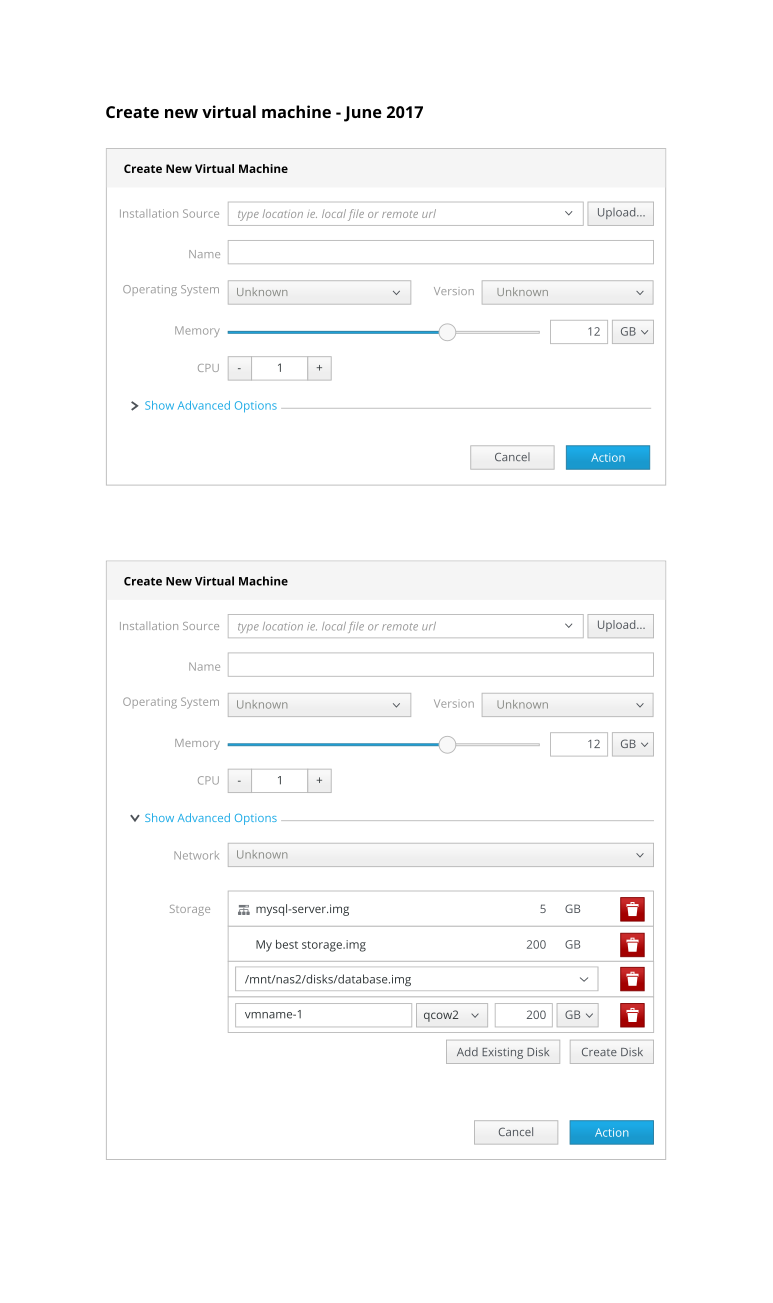 Create new virtual machine - June 2017
Create New Virtual Machine
Installation Source type location ie. local file or remote url Upload...
Name
Operating System Unknown Version Unknown
Memory 12 GB
CPU - 1 +
Show Advanced Options
Cancel Action
Create New Virtual Machine
Installation Source type location ie. local file or remote url Upload...
Name
Operating System Unknown Version Unknown
Memory 12 GB
CPU - 1 +
Show Advanced Options
Network Unknown
Storage mysql-server.img 5 GB
My best storage.img 200 GB
/mnt/nas2/disks/database.img
vmname-1 qcow2 200 GB
Add Existing Disk Create Disk
Cancel Action